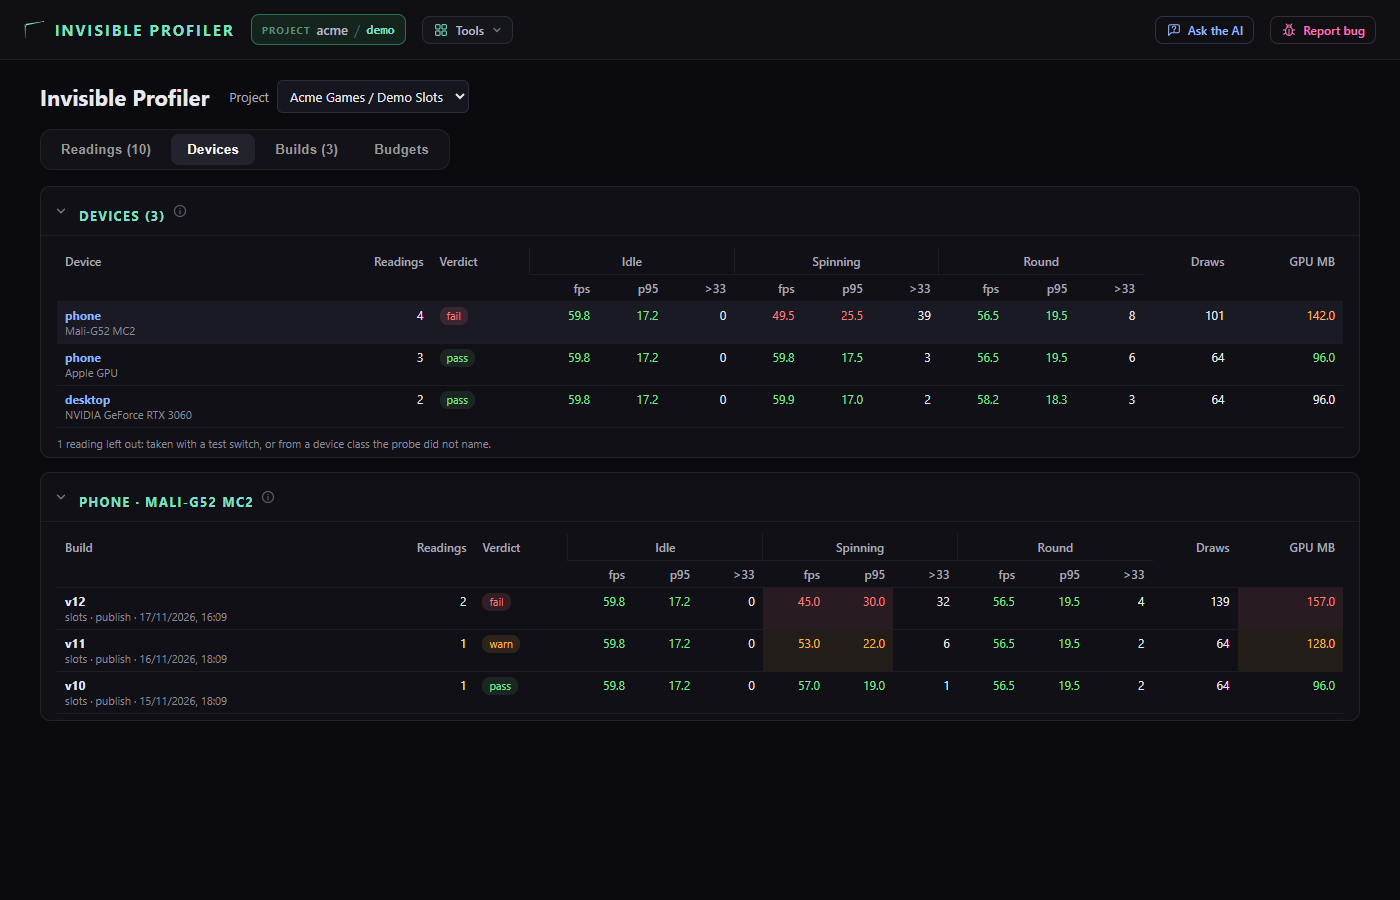 INVISIBLE PROFILER PROJECT acme / demo Tools Ask the AI Report bug
Invisible Profiler Project Acme Games / Demo Slots
Readings (10) Devices Builds (3) Budgets
DEVICES (3)
Device Readings Verdict Idle Spinning Round Draws GPU MB
fps p95 >33 fps p95 >33 fps p95 >33
phone 4 fail 59.8 17.2 0 49.5 25.5 39 56.5 19.5 8 101 142.0
Mali-G52 MC2
phone 3 pass 59.8 17.2 0 59.8 17.5 3 56.5 19.5 6 64 96.0
Apple GPU
desktop 2 pass 59.8 17.2 0 59.9 17.0 2 58.2 18.3 3 64 96.0
NVIDIA GeForce RTX 3060
1 reading left out: taken with a test switch, or from a device class the probe did not name.
PHONE · MALI-G52 MC2
Build Readings Verdict Idle Spinning Round Draws GPU MB
fps p95 >33 fps p95 >33 fps p95 >33
v12 2 fail 59.8 17.2 0 45.0 30.0 32 56.5 19.5 4 139 157.0
slots · publish · 17/11/2026, 16:09
v11 1 warn 59.8 17.2 0 53.0 22.0 6 56.5 19.5 2 64 128.0
slots · publish · 16/11/2026, 18:09
v10 1 pass 59.8 17.2 0 57.0 19.0 1 56.5 19.5 2 64 96.0
slots · publish · 15/11/2026, 18:09